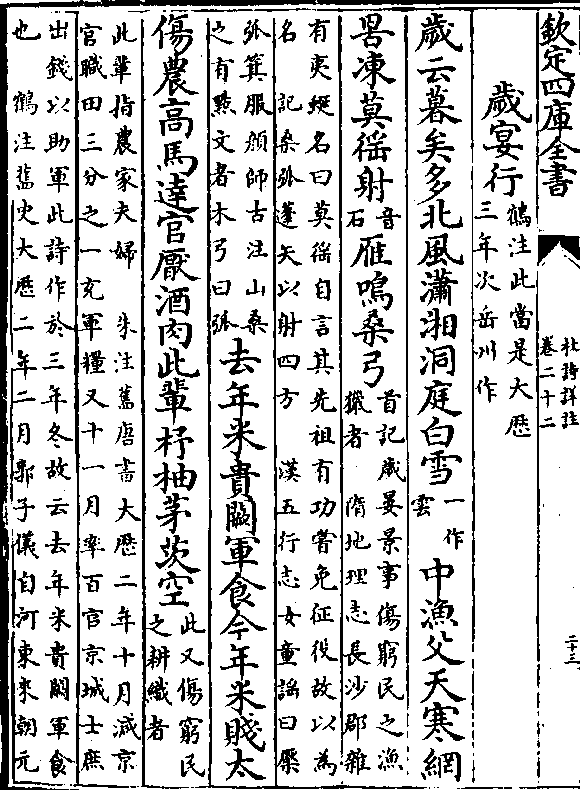 欽定四庫全書
杜詩詳註
卷二十二
二十三
歳宴行
鶴注此當是大歴
三年次岳州作
歲云暮矣多北風瀟湘洞庭白雪
一作
雲
中漁父天寒網
罟凍莫徭射
音
石
雁鳴桑弓
首記歲晏景事傷窮民之漁
獵者　隋地理志長沙郡雜
有夷蜑名曰莫徭自言其先祖有功嘗免征役故以為
名　記桑弧蓬矢以射四方　漢五行志女童謡曰檿
弧箕服顔師古注山桑
之有㸃文者木弓曰弧
去年米貴闕軍食今年米賤太
傷農高馬達官厭酒肉此輩杼柚茅茨空
此又傷窮民
之耕織者
此輩指農家夫婦　朱注舊唐書大歴二年十月減京
官職田三分之一充軍糧又十一月率百官京城士庶
出錢以助軍此詩作於三年冬故云去年米貴闕軍食
也　鶴注舊史大歴二年二月郭子儀自河東來朝元